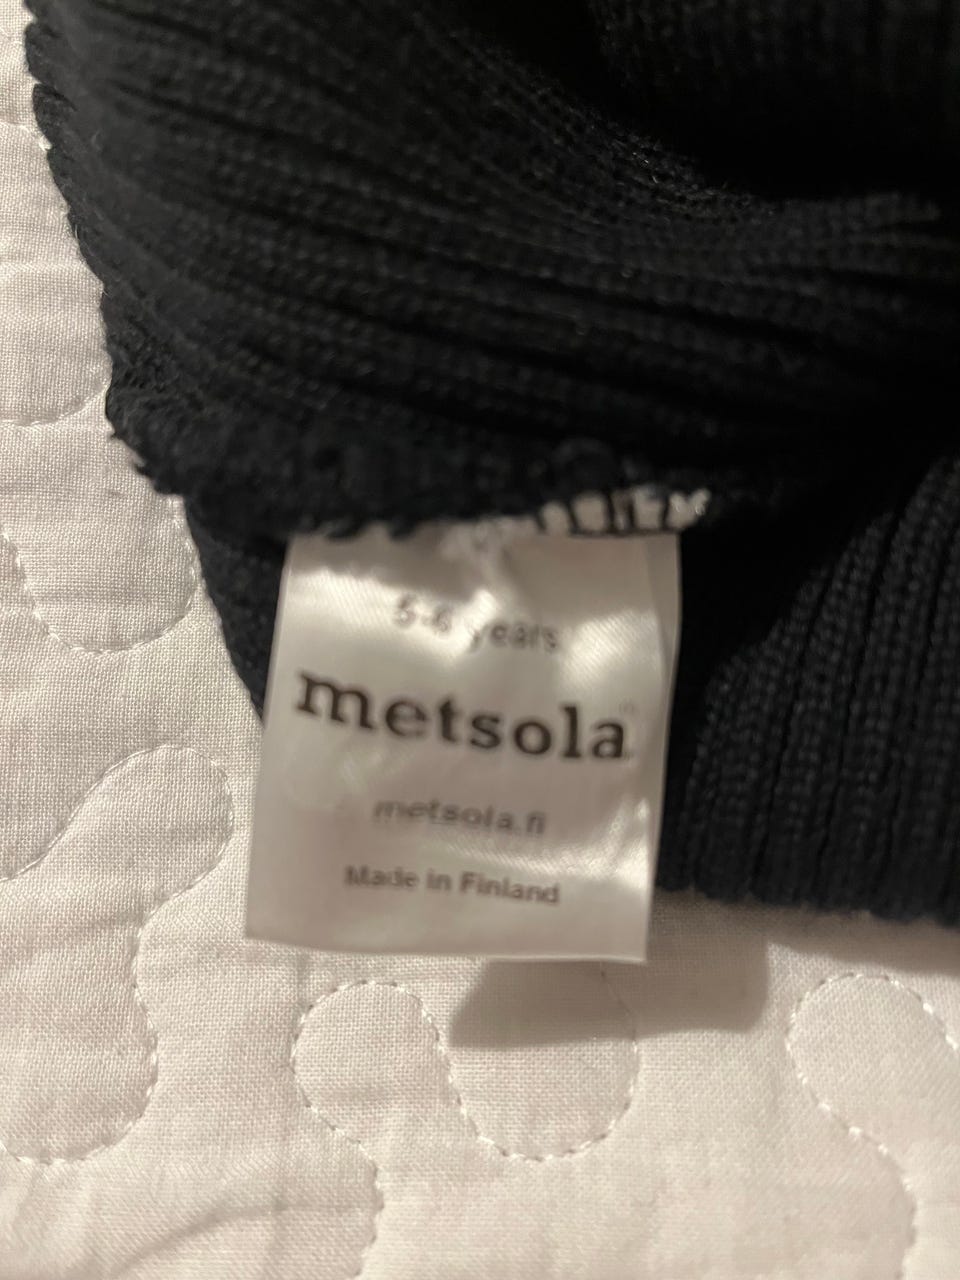 5-6 years
metsola
metsola.fi
Made in Finland